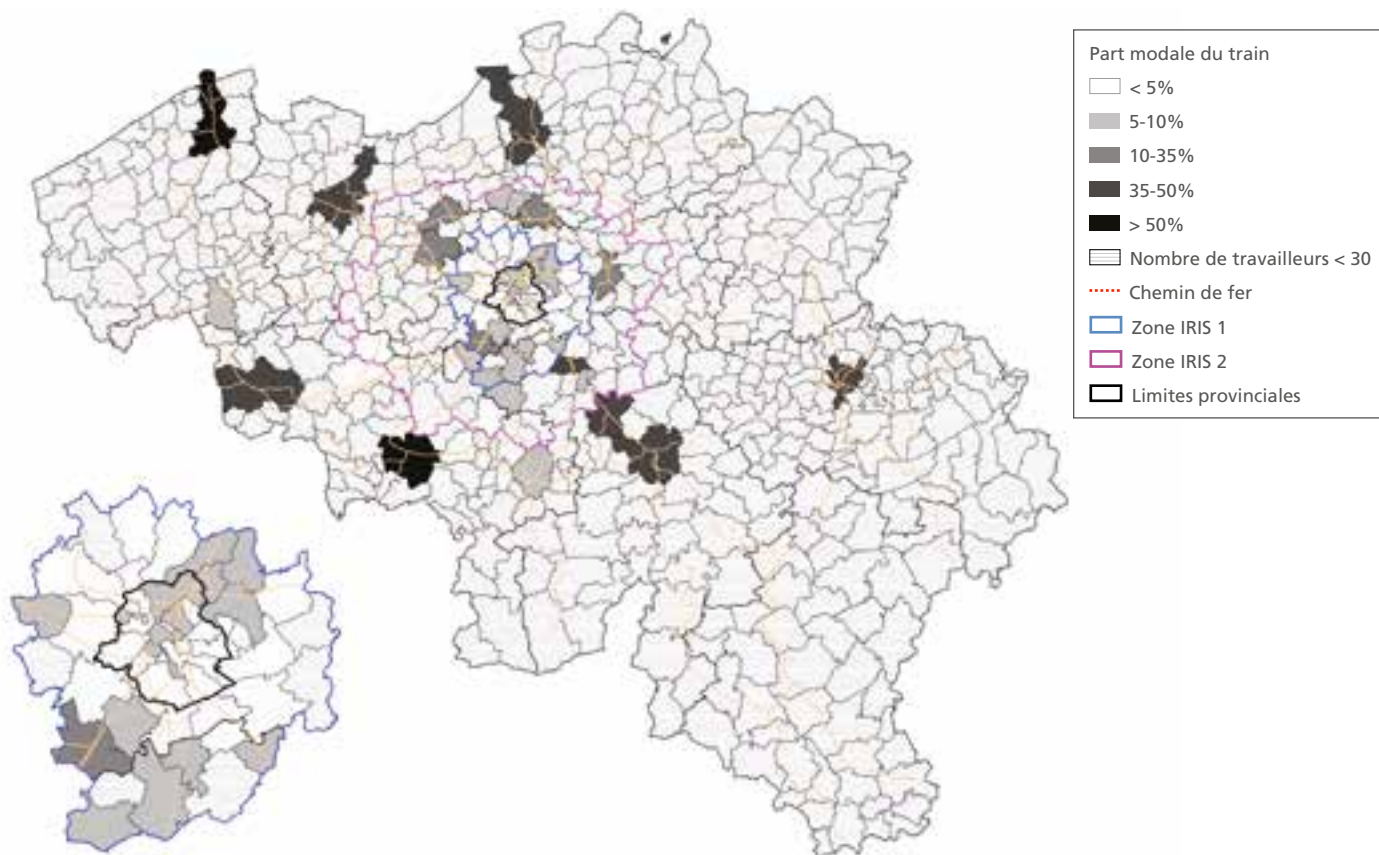 Part modale du train
< 5%
5-10%
10-35%
35-50%
> 50%
Nombre de travailleurs < 30
Chemin de fer
Zone IRIS 1
Zone IRIS 2
Limites provinciales